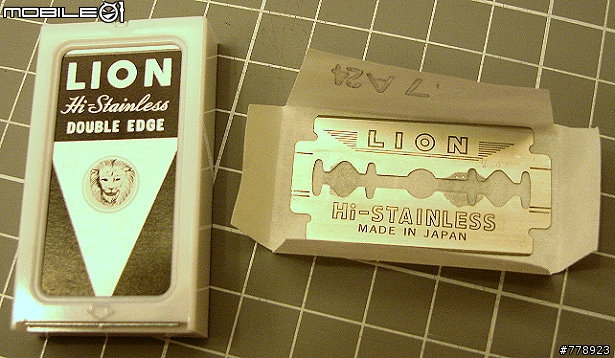 MOBILE01
LION
Hi-Stainless
DOUBLE EDGE
7A24
LION
Hi-STAINLESS
MADE IN JAPAN
#778923